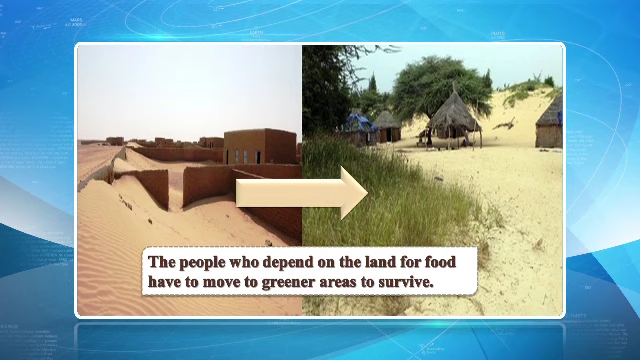 The people who depend on the land for food
have to move to greener areas to survive.